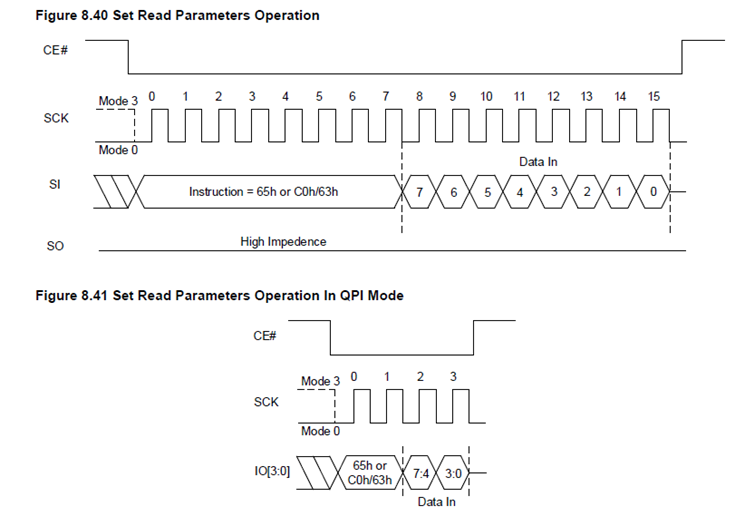 Figure 8.40 Set Read Parameters Operation
CE#
Mode 3 0 1 2 3 4 5 6 7 8 9 10 11 12 13 14 15
SCK
Mode 0
Data In
SI Instruction = 65h or C0h/63h 7 6 5 4 3 2 1 0
SO High Impedence
Figure 8.41 Set Read Parameters Operation In QPI Mode
CE#
Mode 3 0 1 2 3
SCK
Mode 0
IO[3:0] 65h or
C0h/63h 7:4 3:0
Data In